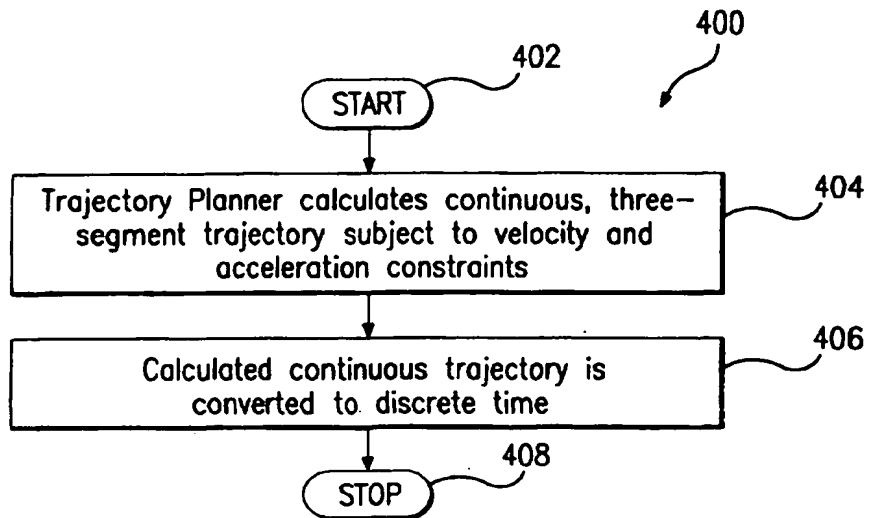 400
402
START
Trajectory Planner calculates continuous, three-
segment trajectory subject to velocity and
acceleration constraints
404
Calculated continuous trajectory is
converted to discrete time
406
STOP
408